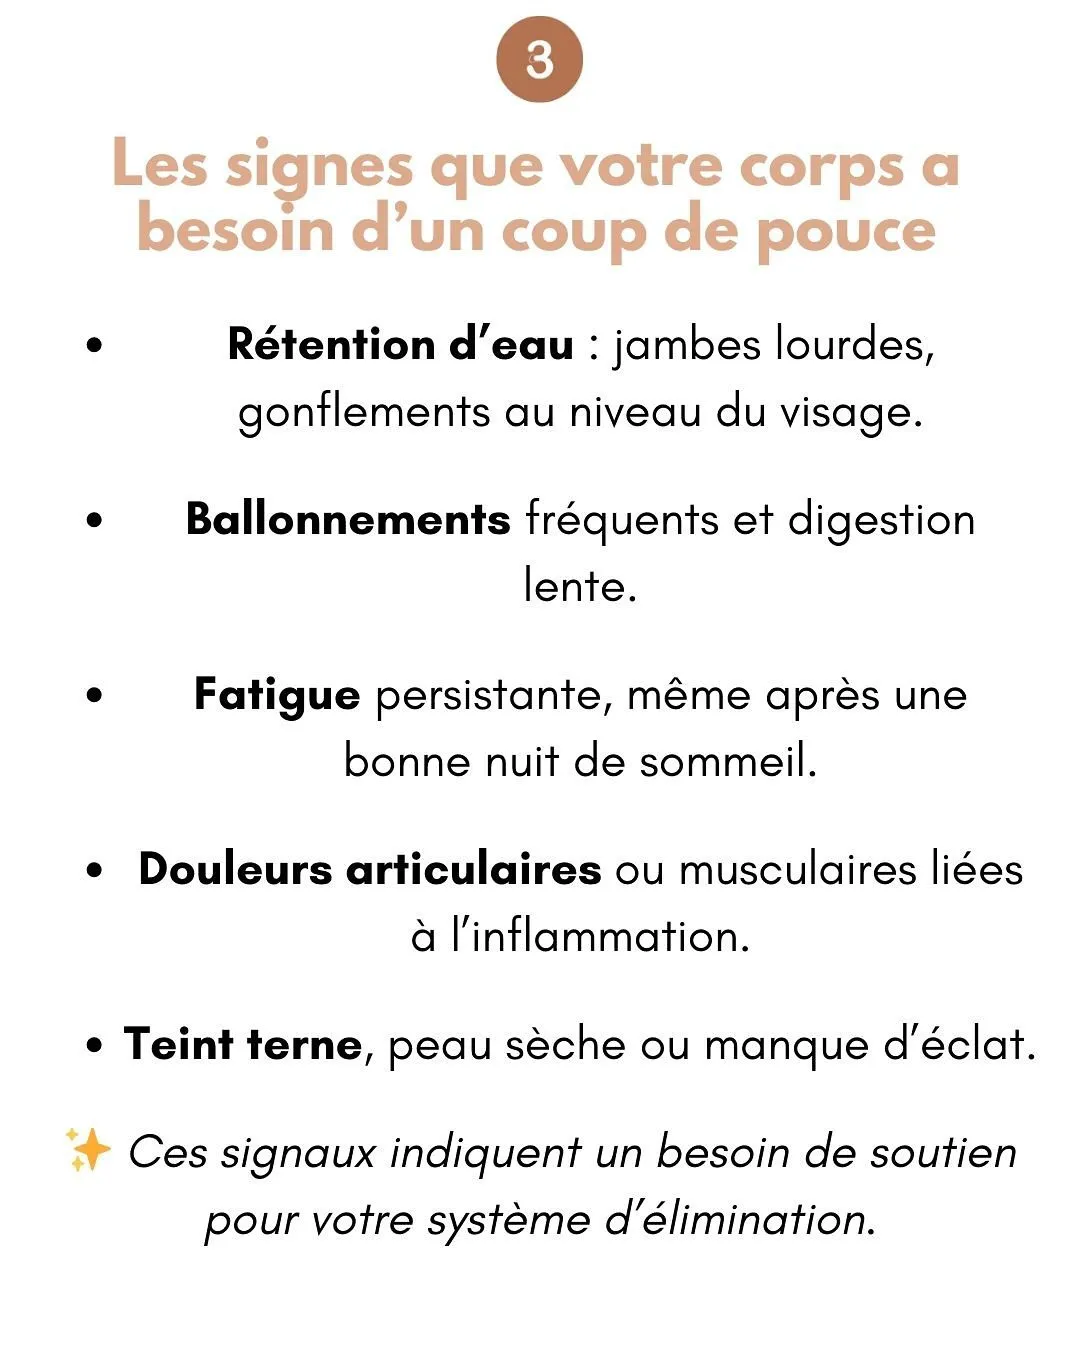 3
Les signes que votre corps a
besoin d’un coup de pouce
• Rétention d’eau : jambes lourdes,
gonflements au niveau du visage.
• Ballonnements fréquents et digestion
lente.
• Fatigue persistante, même après une
bonne nuit de sommeil.
• Douleurs articulaires ou musculaires liées
à l’inflammation.
• Teint terne, peau sèche ou manque d’éclat.
✨ Ces signaux indiquent un besoin de soutien
pour votre système d’élimination.